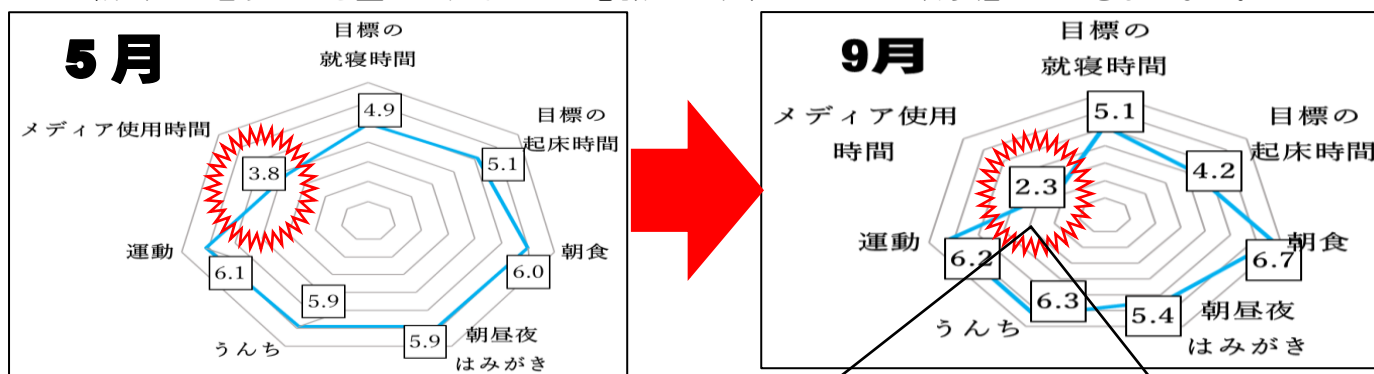 5月
目標の
就寝時間
4.9
目標の
起床時間
5.1
朝食
6.0
朝昼夜
はみがき
5.9
うんち
5.9
運動
6.1
メディア使用時間
3.8
9月
目標の
就寝時間
5.1
目標の
起床時間
4.2
朝食
6.7
朝昼夜
はみがき
5.4
うんち
6.3
運動
6.2
メディア使用
時間
2.3